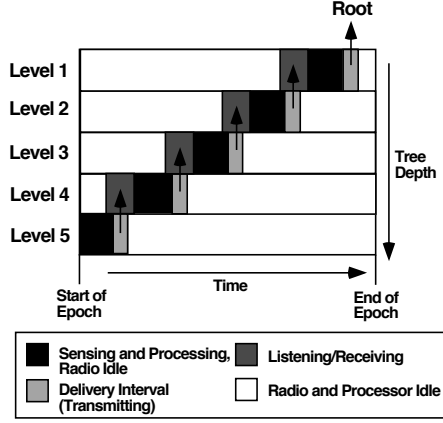 Root
Level 1
Level 2
Level 3
Level 4
Level 5
Tree
Depth
Time
Start of
Epoch
End of
Epoch
Sensing and Processing,
Radio Idle
Listening/Receiving
Delivery Interval
(Transmitting)
Radio and Processor Idle